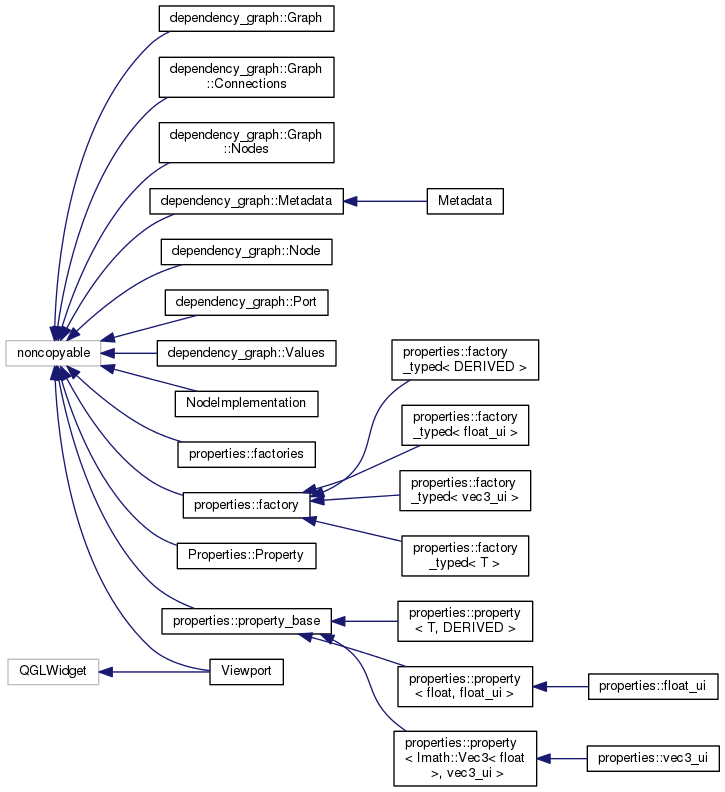 dependency_graph::Graph
dependency_graph::Graph
::Connections
dependency_graph::Graph
::Nodes
dependency_graph::Metadata
Metadata
dependency_graph::Node
dependency_graph::Port
noncopyable
dependency_graph::Values
properties::factory
_typed< DERIVED >
NodeImplementation
properties::factory
_typed< float_ui >
properties::factories
properties::factory
_typed< vec3_ui >
properties::factory
properties::factory
_typed< T >
Properties::Property
properties::property_base
properties::property
< T, DERIVED >
QGLWidget
Viewport
properties::property
< float, float_ui >
properties::float_ui
properties::property
< Imath::Vec3< float
>, vec3_ui >
properties::vec3_ui